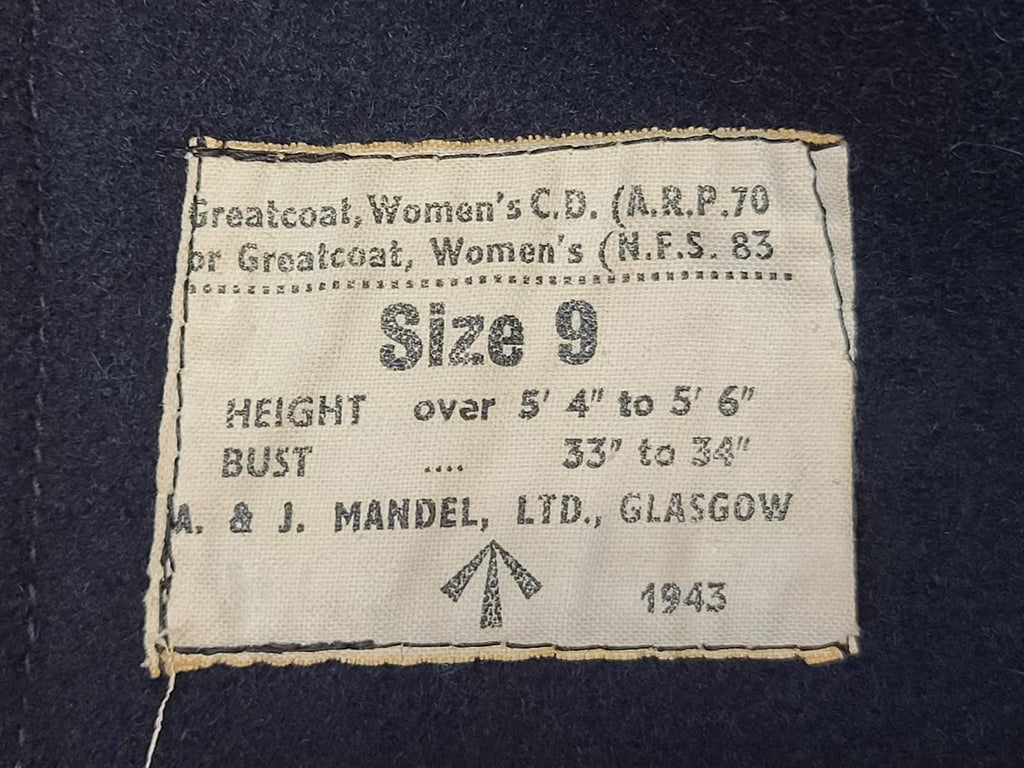 Greatcoat, Women's C.D. (A.R.P. 70
or Greatcoat, Women's (N.F.S. 83
Size 9
HEIGHT over 5' 4" to 5' 6"
BUST .... 33" to 34"
A. & J. MANDEL, LTD., GLASGOW
1943